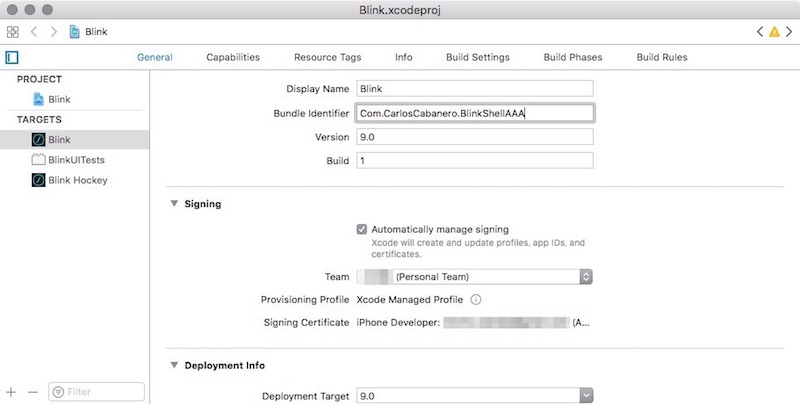 Blink.xcodeproj
Blink
General Capabilities Resource Tags Info Build Settings Build Phases Build Rules
PROJECT
Blink
TARGETS
Blink
BlinkUITests
Blink Hockey
Filter
Display Name Blink
Bundle Identifier Com.CarlosCabanero.BlinkShellAAA
Version 9.0
Build 1
Signing
Automatically manage signing
Xcode will create and update profiles, app IDs, and
certificates.
Team (Personal Team)
Provisioning Profile Xcode Managed Profile
Signing Certificate iPhone Developer: (A...
Deployment Info
Deployment Target 9.0